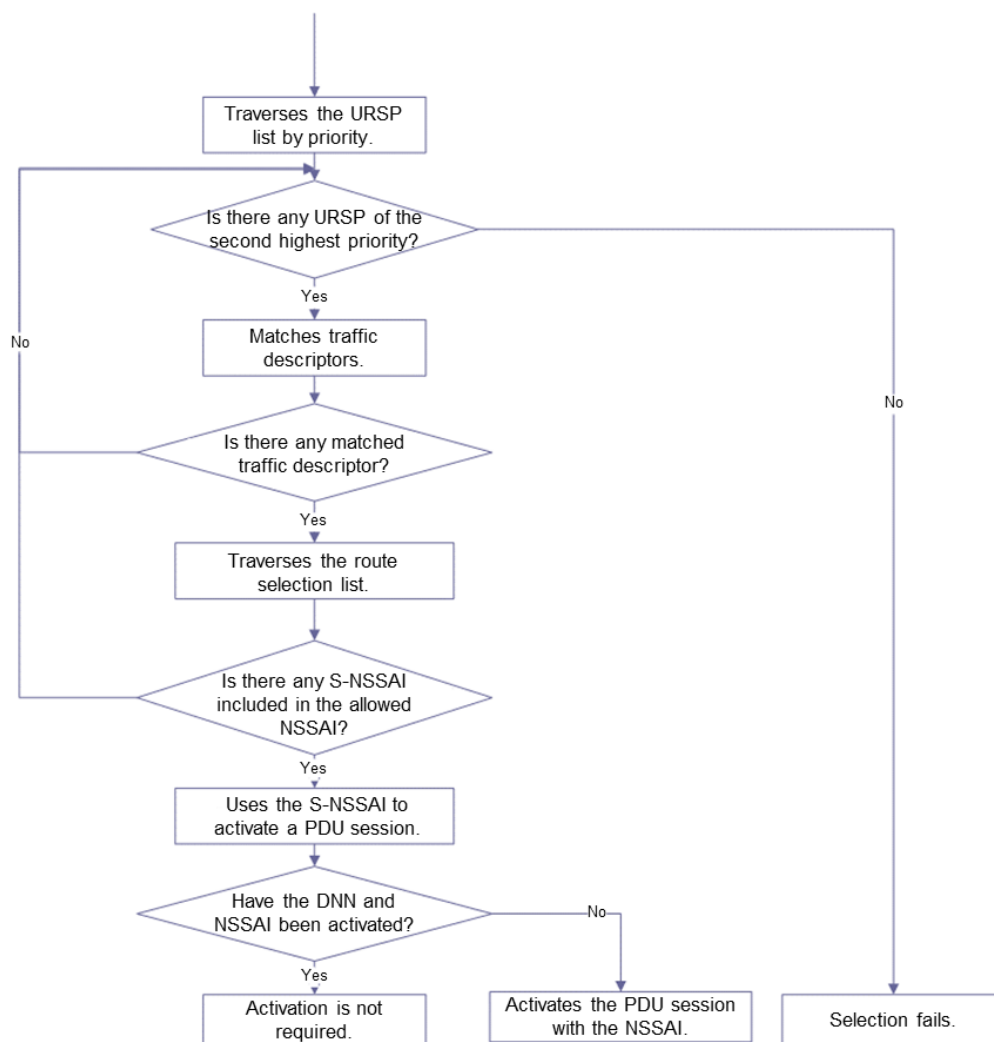 Traverses the URSP
list by priority.
Is there any URSP of the
second highest priority?
Yes
No
Matches traffic
descriptors.
No
Is there any matched
traffic descriptor?
Yes
Traverses the route
selection list.
Is there any S-NSSAI
included in the allowed
NSSAI?
Yes
Uses the S-NSSAI to
activate a PDU session.
Have the DNN and
NSSAI been activated?
No
Yes
Activation is not
required.
Activates the PDU session
with the NSSAI.
Selection fails.